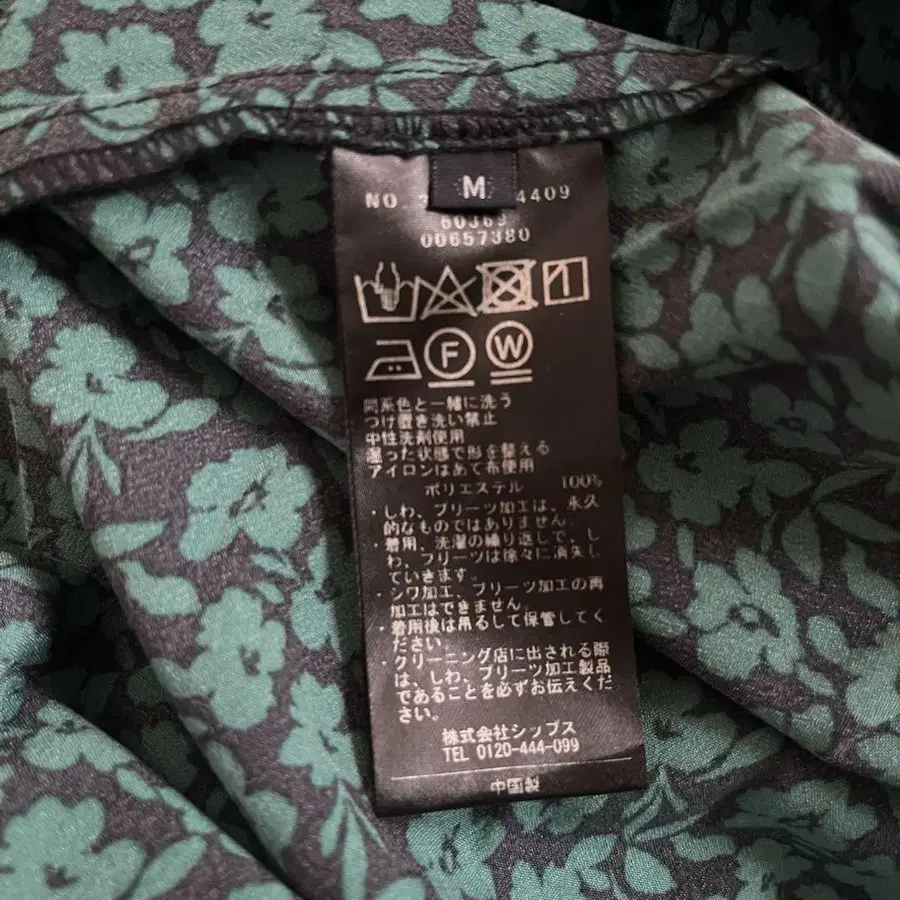 M
NO. 4409
60363
00657380
F W
同系色と一緒に洗う
つけ置き洗い禁止
中性洗剤使用
湿った状態で形を整える
アイロンはあて布使用
ポリエステル 100%
・しわ、プリーツ加工は、永久
的なものではありません。
・着用、洗濯の繰り返しで、し
わ、プリーツは徐々に消失し
ていきます。
・シワ加工、プリーツ加工の再
加工はできません。
・着用後は吊るして保管してく
ださい。
・クリーニング店に出される際
は、しわ、プリーツ加工製品
であることを必ずお伝えくだ
さい。
株式会社シップス
TEL 0120-444-099
中国製